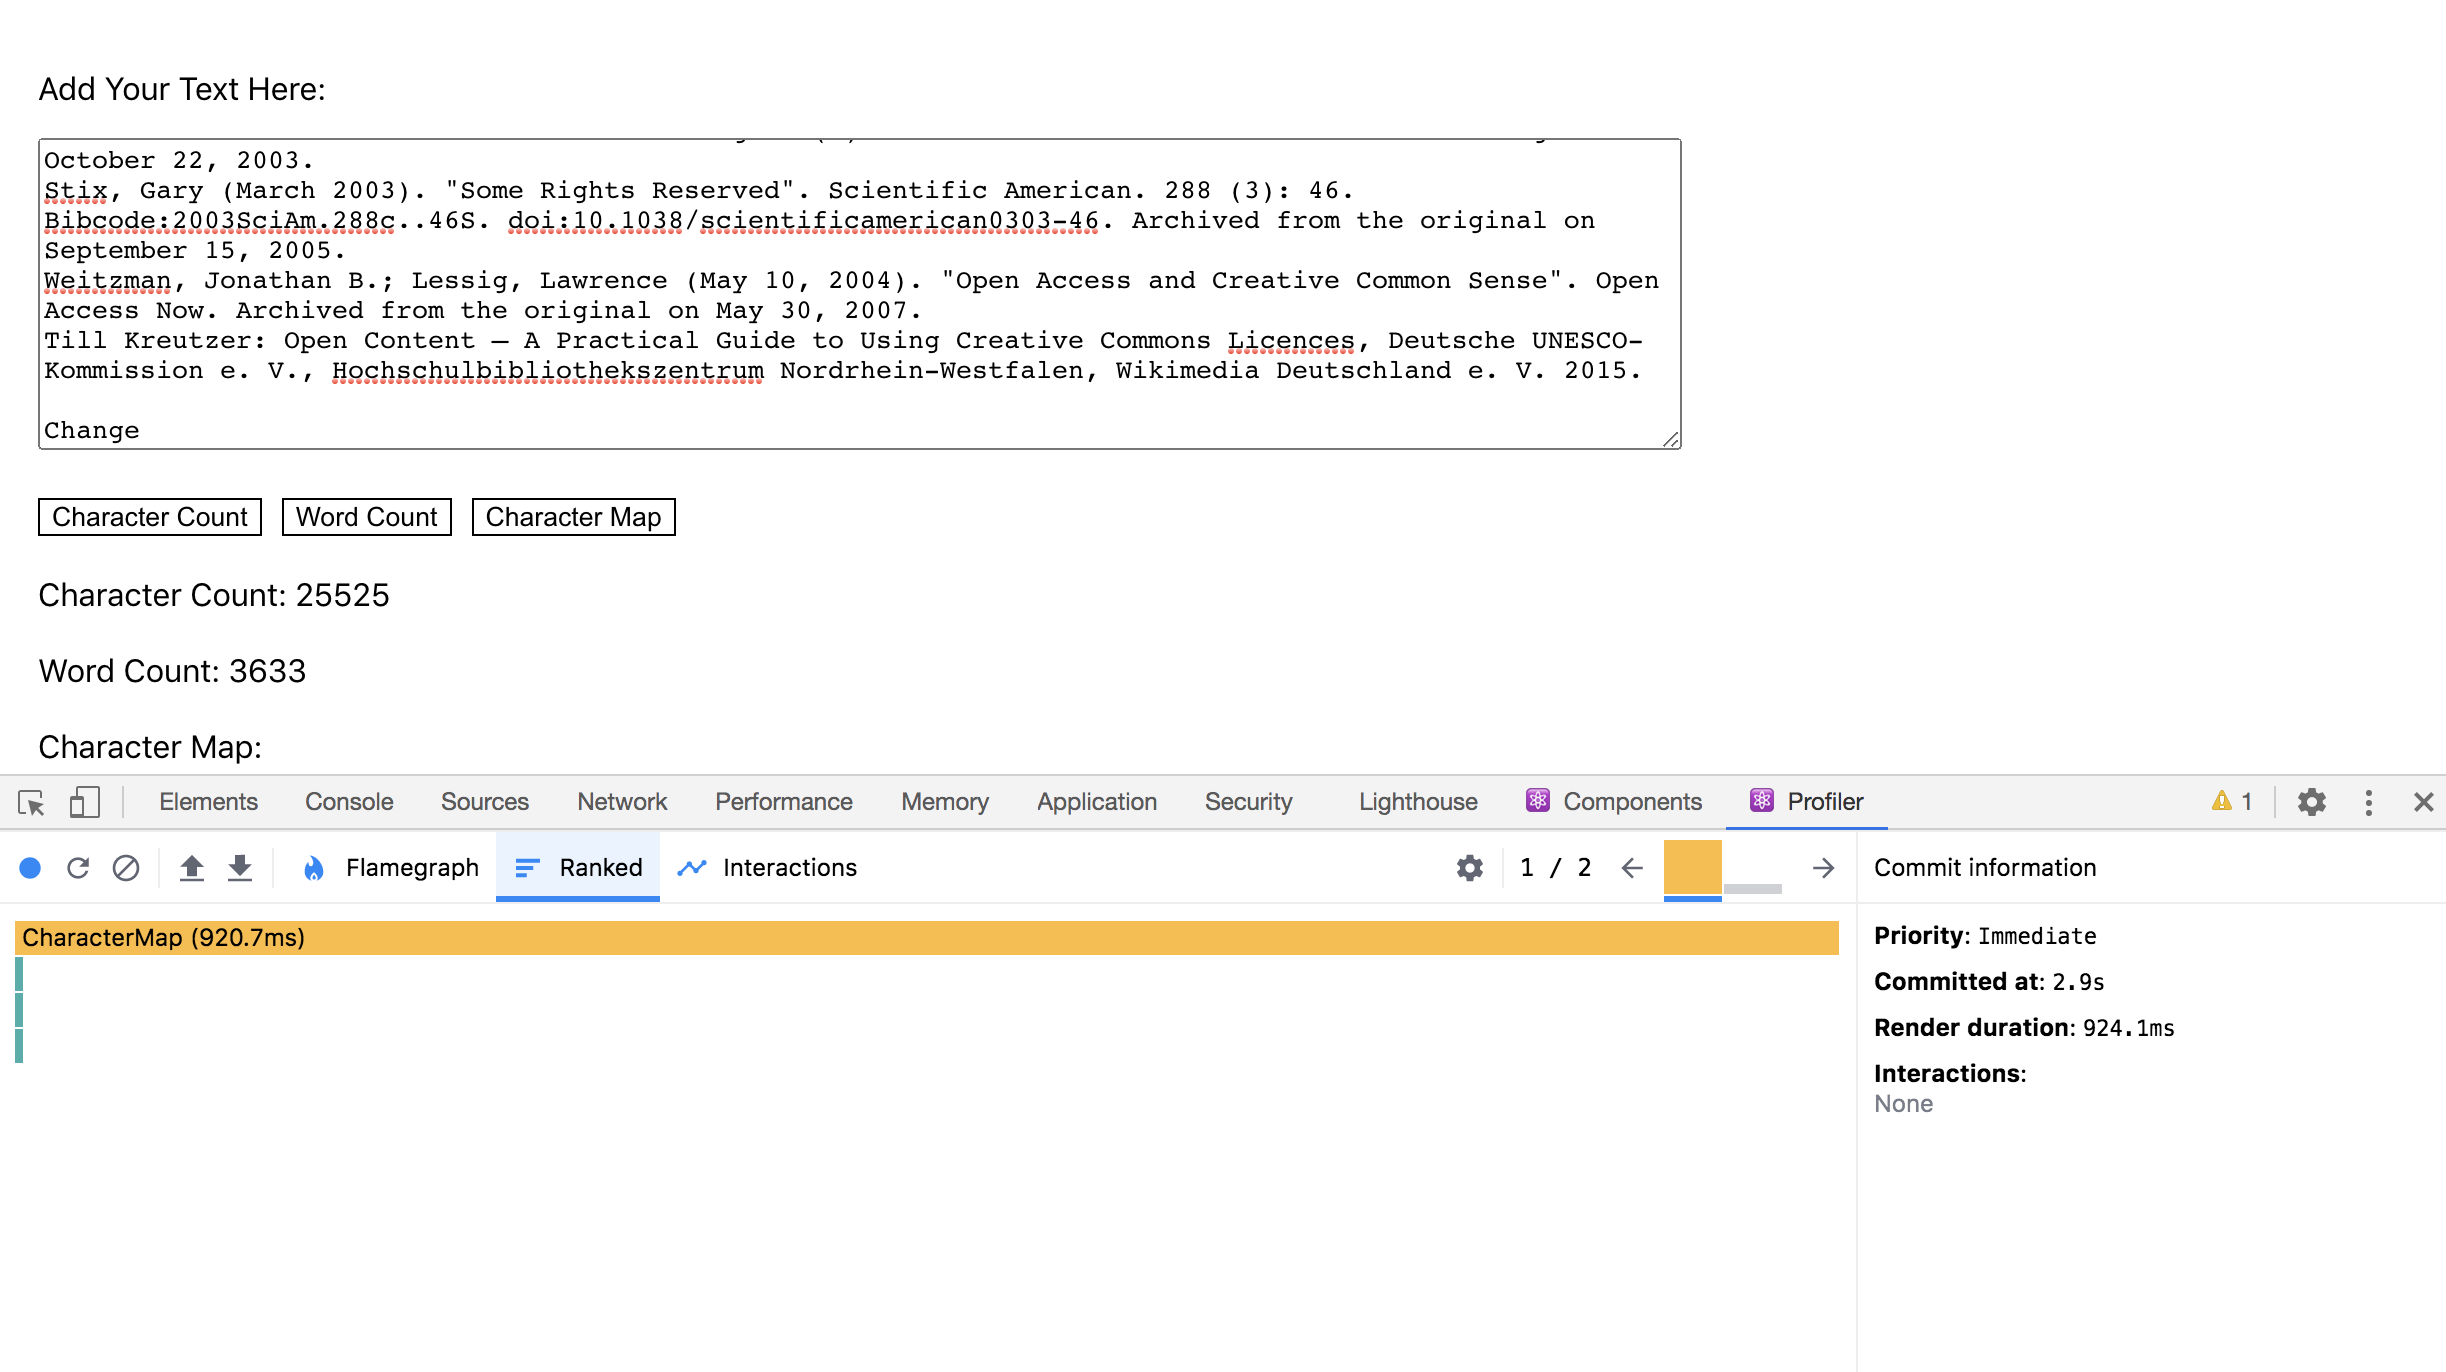 Add Your Text Here:
October 22, 2003.
Stix, Gary (March 2003). "Some Rights Reserved". Scientific American. 288 (3): 46.
Bibcode:2003SciAm.288c..46S. doi:10.1038/scientificamerican0303-46. Archived from the original on
September 15, 2005.
Weitzman, Jonathan B.; Lessig, Lawrence (May 10, 2004). "Open Access and Creative Common Sense". Open
Access Now. Archived from the original on May 30, 2007.
Till Kreutzer: Open Content – A Practical Guide to Using Creative Commons Licences, Deutsche UNESCO-
Kommission e. V., Hochschulbibliothekszentrum Nordrhein-Westfalen, Wikimedia Deutschland e. V. 2015.
Change
Character Count Word Count Character Map
Character Count: 25525
Word Count: 3633
Character Map:
Elements Console Sources Network Performance Memory Application Security Lighthouse Components Profiler 1
Flamegraph Ranked Interactions 1 / 2 Commit information
CharacterMap (920.7ms)
Priority: Immediate
Committed at: 2.9s
Render duration: 924.1ms
Interactions:
None